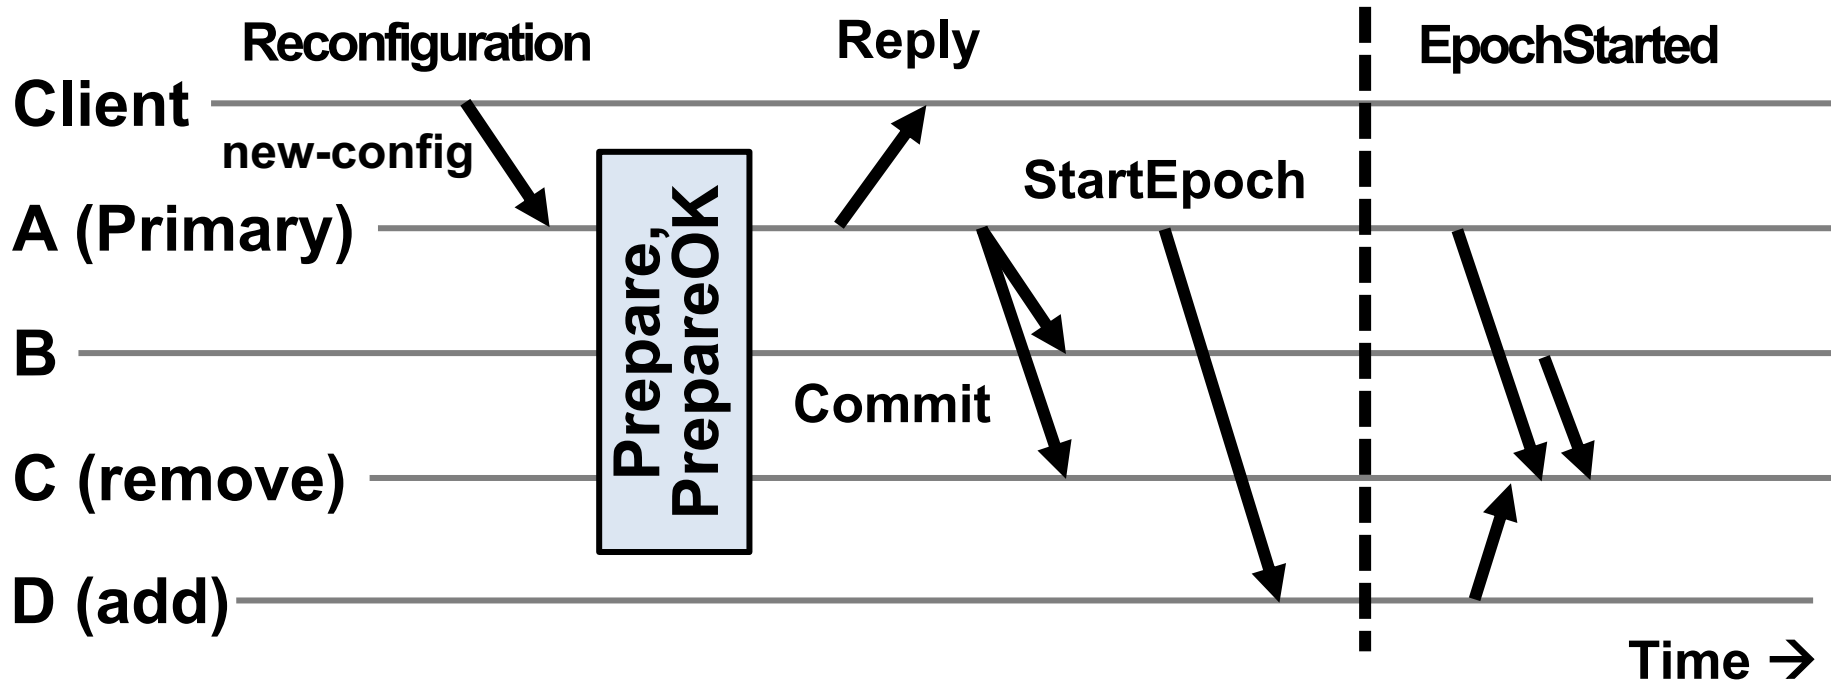 Reconfiguration
Reply
EpochStarted
Client
new-config
StartEpoch
A (Primary)
Prepare,
PrepareOK
B
Commit
C (remove)
D (add)
Time →